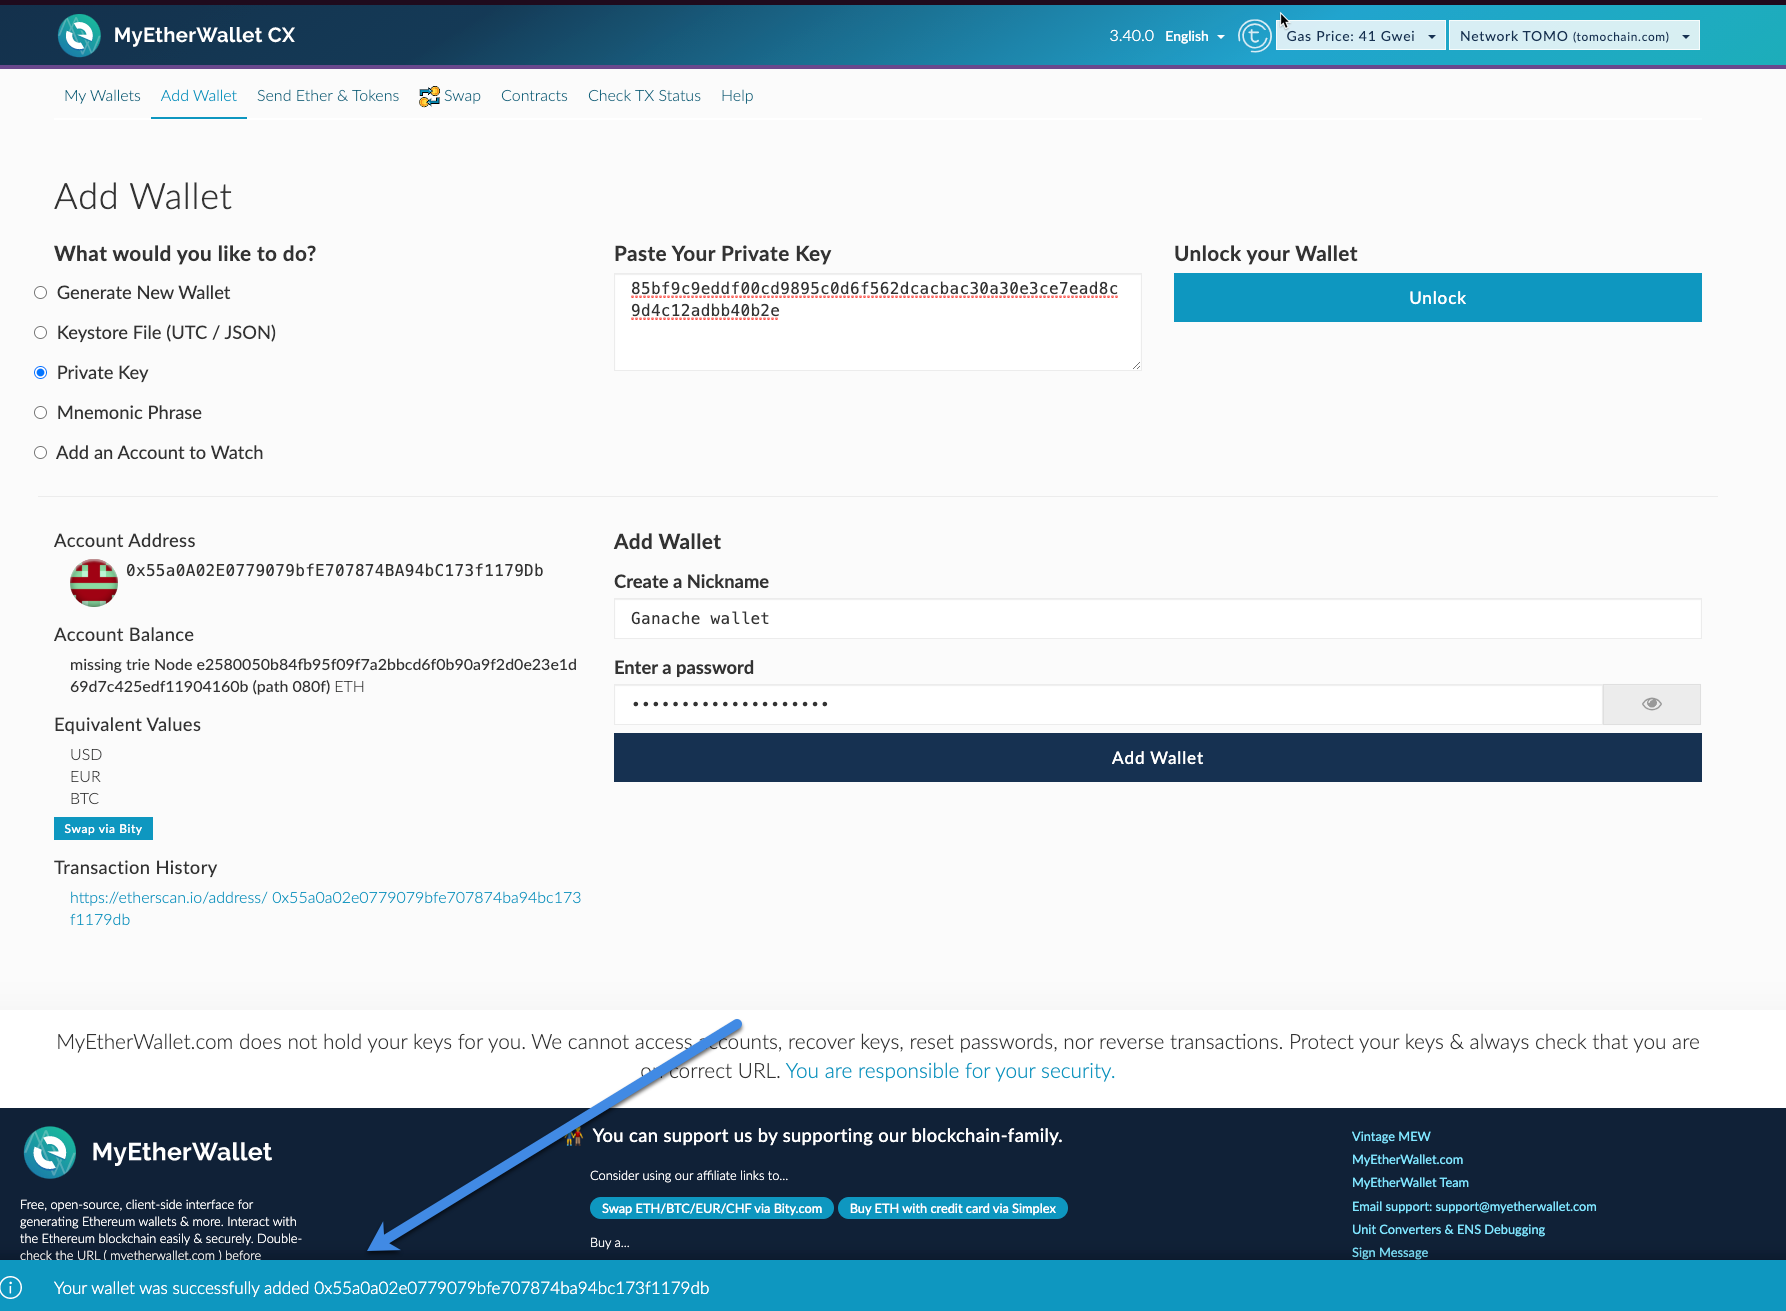 MyEtherWallet CX
3.40.0 English
Gas Price: 41 Gwei
Network TOMO (tomochain.com)
My Wallets
Add Wallet
Send Ether & Tokens
Swap
Contracts
Check TX Status
Help
Add Wallet
What would you like to do?
Generate New Wallet
Keystore File (UTC / JSON)
Private Key
Mnemonic Phrase
Add an Account to Watch
Paste Your Private Key
85bf9c9eddf00cd9895c0d6f562dcacbac30a30e3ce7ead8c
9d4c12adbb40b2e
Unlock your Wallet
Unlock
Account Address
0x55a0A02E0779079bfE707874BA94bC173f1179Db
Account Balance
missing trie Node e2580050b84fb95f09f7a2bbcd6f0b90a9f2d0e23e1d
69d7c425edf11904160b (path 080f) ETH
Equivalent Values
USD
EUR
BTC
Swap via Bity
Transaction History
https://etherscan.io/address/ 0x55a0a02e0779079bfe707874ba94bc173
f1179db
Add Wallet
Create a Nickname
Ganache wallet
Enter a password
Add Wallet
MyEtherWallet.com does not hold your keys for you. We cannot access accounts, recover keys, reset passwords, nor reverse transactions. Protect your keys & always check that you are
on correct URL. You are responsible for your security.
MyEtherWallet
Free, open-source, client-side interface for
generating Ethereum wallets & more. Interact with
the Ethereum blockchain easily & securely. Double-
check the URL ( myetherwallet.com ) before
You can support us by supporting our blockchain-family.
Consider using our affiliate links to...
Swap ETH/BTC/EUR/CHF via Bity.com
Buy ETH with credit card via Simplex
Buy a...
Vintage MEW
MyEtherWallet.com
MyEtherWallet Team
Email support: support@myetherwallet.com
Unit Converters & ENS Debugging
Sign Message
Your wallet was successfully added 0x55a0a02e0779079bfe707874ba94bc173f1179db